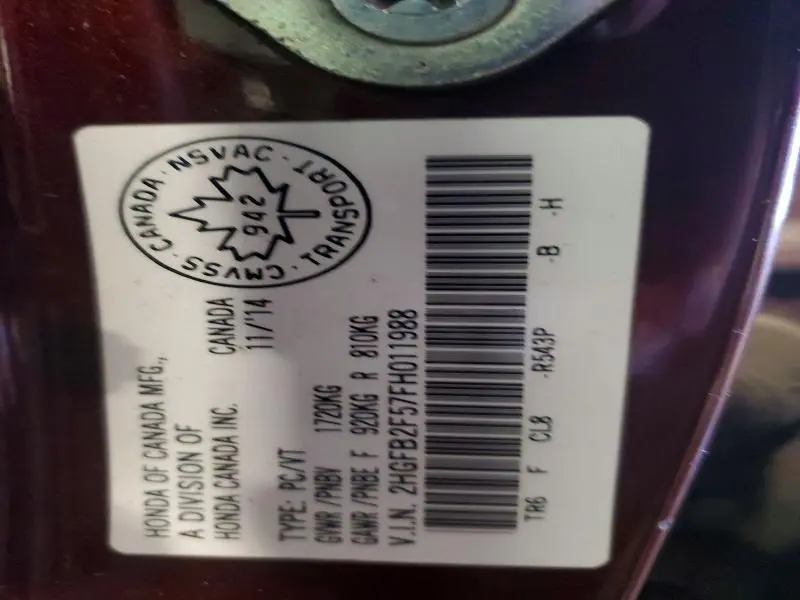 HONDA OF CANADA MFG.,
A DIVISION OF
HONDA CANADA INC.
CANADA
11/'14
CMVSS · CANADA · NSVAC · TRANSPORT ·
942
TYPE: PC/VT
GVWR /PNBV 1720KG
GAWR /PNBE F 920KG R 810KG
V.I.N. 2HGFB2F57FH011988
TR6 F CL8 -R543P -B -H